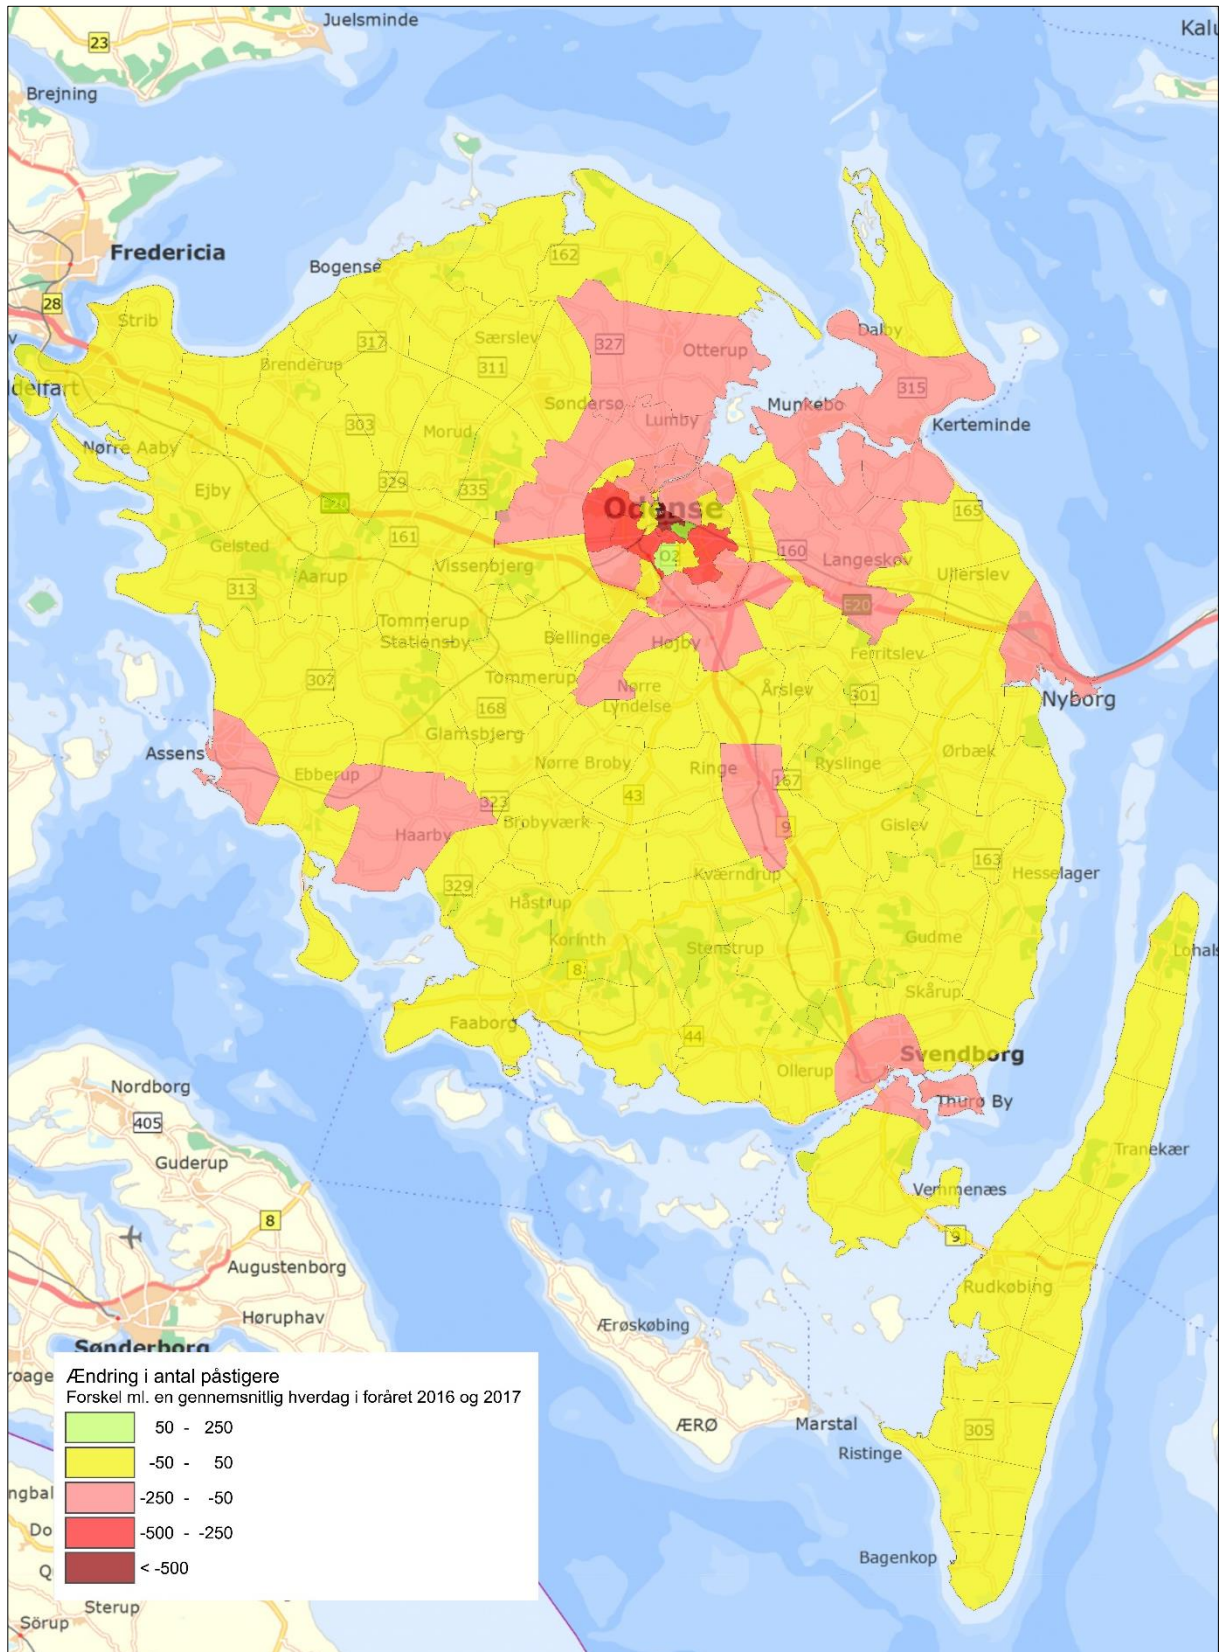 Juelsminde
Kalu
23
Brejning
Fredericia
Bogense
162
28
Strib
Dalby
317
Særslev
327
Otterup
Brenderup
311
315
Munkebo
Søndersø
Lumby
Kerteminde
303
Morud
Nørre Aaby
329
335
Ejby
E20
Odense
165
161
Gelsted
Vissenbjerg
O2
160
Langeskov
Ullerslev
Aarup
313
E20
Tommerup
Stationsby
Bellinge
Højby
Ferritslev
307
Tommerup
Nørre
Lyndelse
Årslev
301
Nyborg
168
Glamsbjerg
Assens
Ebberup
Nørre Broby
Ringe
167
Ryslinge
Ørbæk
323
43
Brobyværk
Haarby
9
Gislev
163
Hesselager
329
Kværndrup
Håstrup
Korinth
Stenstrup
Gudme
Lohals
8
Skårup
Faaborg
44
Svendborg
Ollerup
Nordborg
Thurø By
405
Guderup
Tranekær
Vemmenæs
8
9
Augustenborg
Rudkøbing
Høruphav
Ærøskøbing
Sønderborg
ÆRØ
Marstal
Ristinge
305
Bagenkop
Ændring i antal påstigere
Forskel ml. en gennemsnitlig hverdag i foråret 2016 og 2017
50 - 250
-50 - 50
-250 - -50
-500 - -250
< -500
Sterup
Sörup